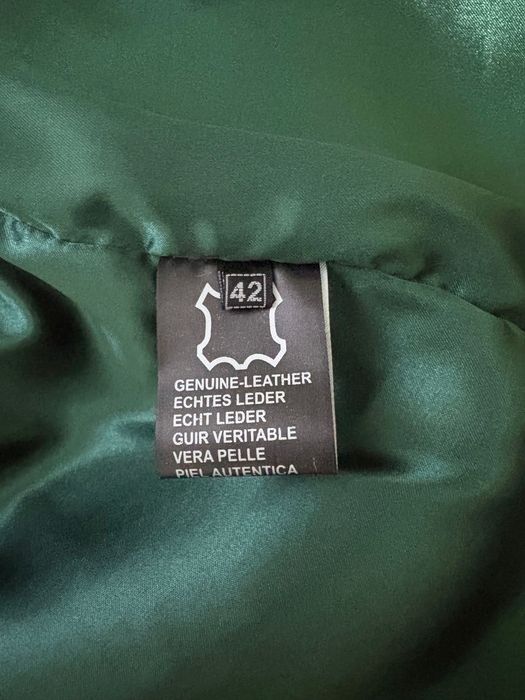 42
GENUINE-LEATHER
ECHTES LEDER
ECHT LEDER
GUIR VERITABLE
VERA PELLE
PIEL AUTENTICA